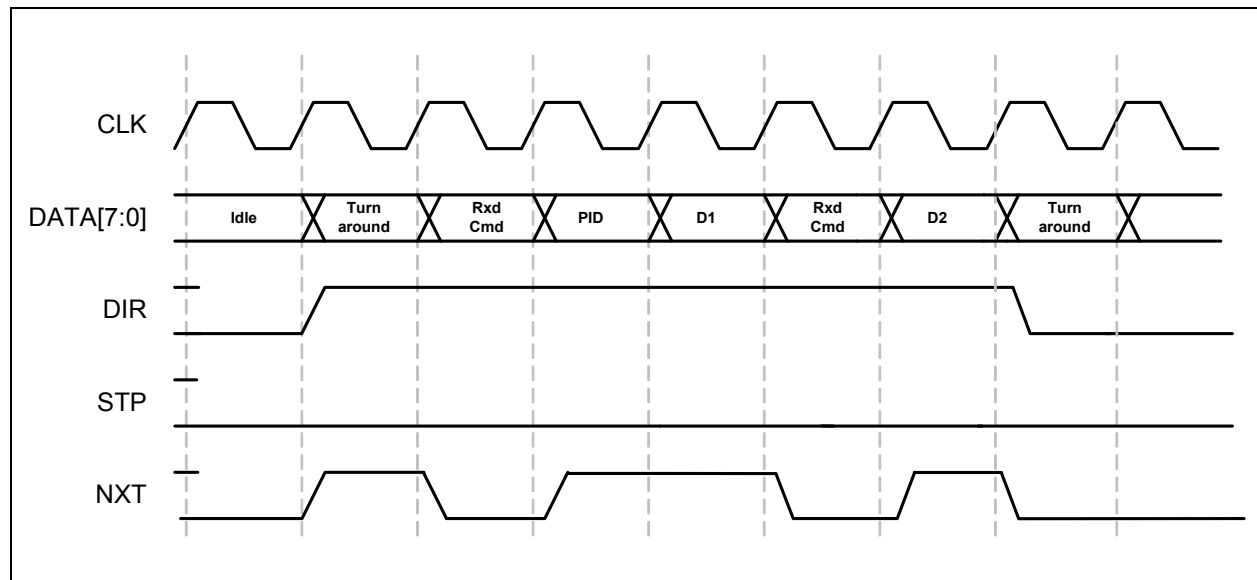 CLK
DATA[7:0]
Idle
Turn
around
Rxd
Cmd
PID
D1
Rxd
Cmd
D2
Turn
around
DIR
STP
NXT